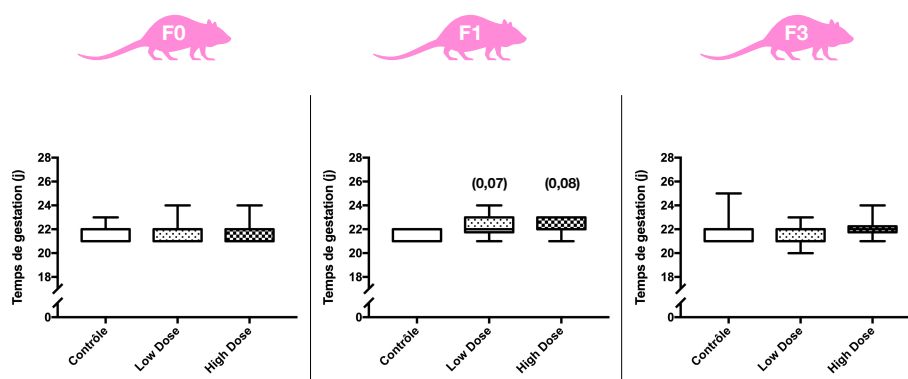 F0
F1
F3
Temps de gestation (j)
28
26
24
22
20
18
0
Contrôle
Low Dose
High Dose
Temps de gestation (j)
28
26
24
22
20
18
0
(0,07)
(0,08)
Contrôle
Low Dose
High Dose
Temps de gestation (j)
28
26
24
22
20
18
0
Contrôle
Low Dose
High Dose